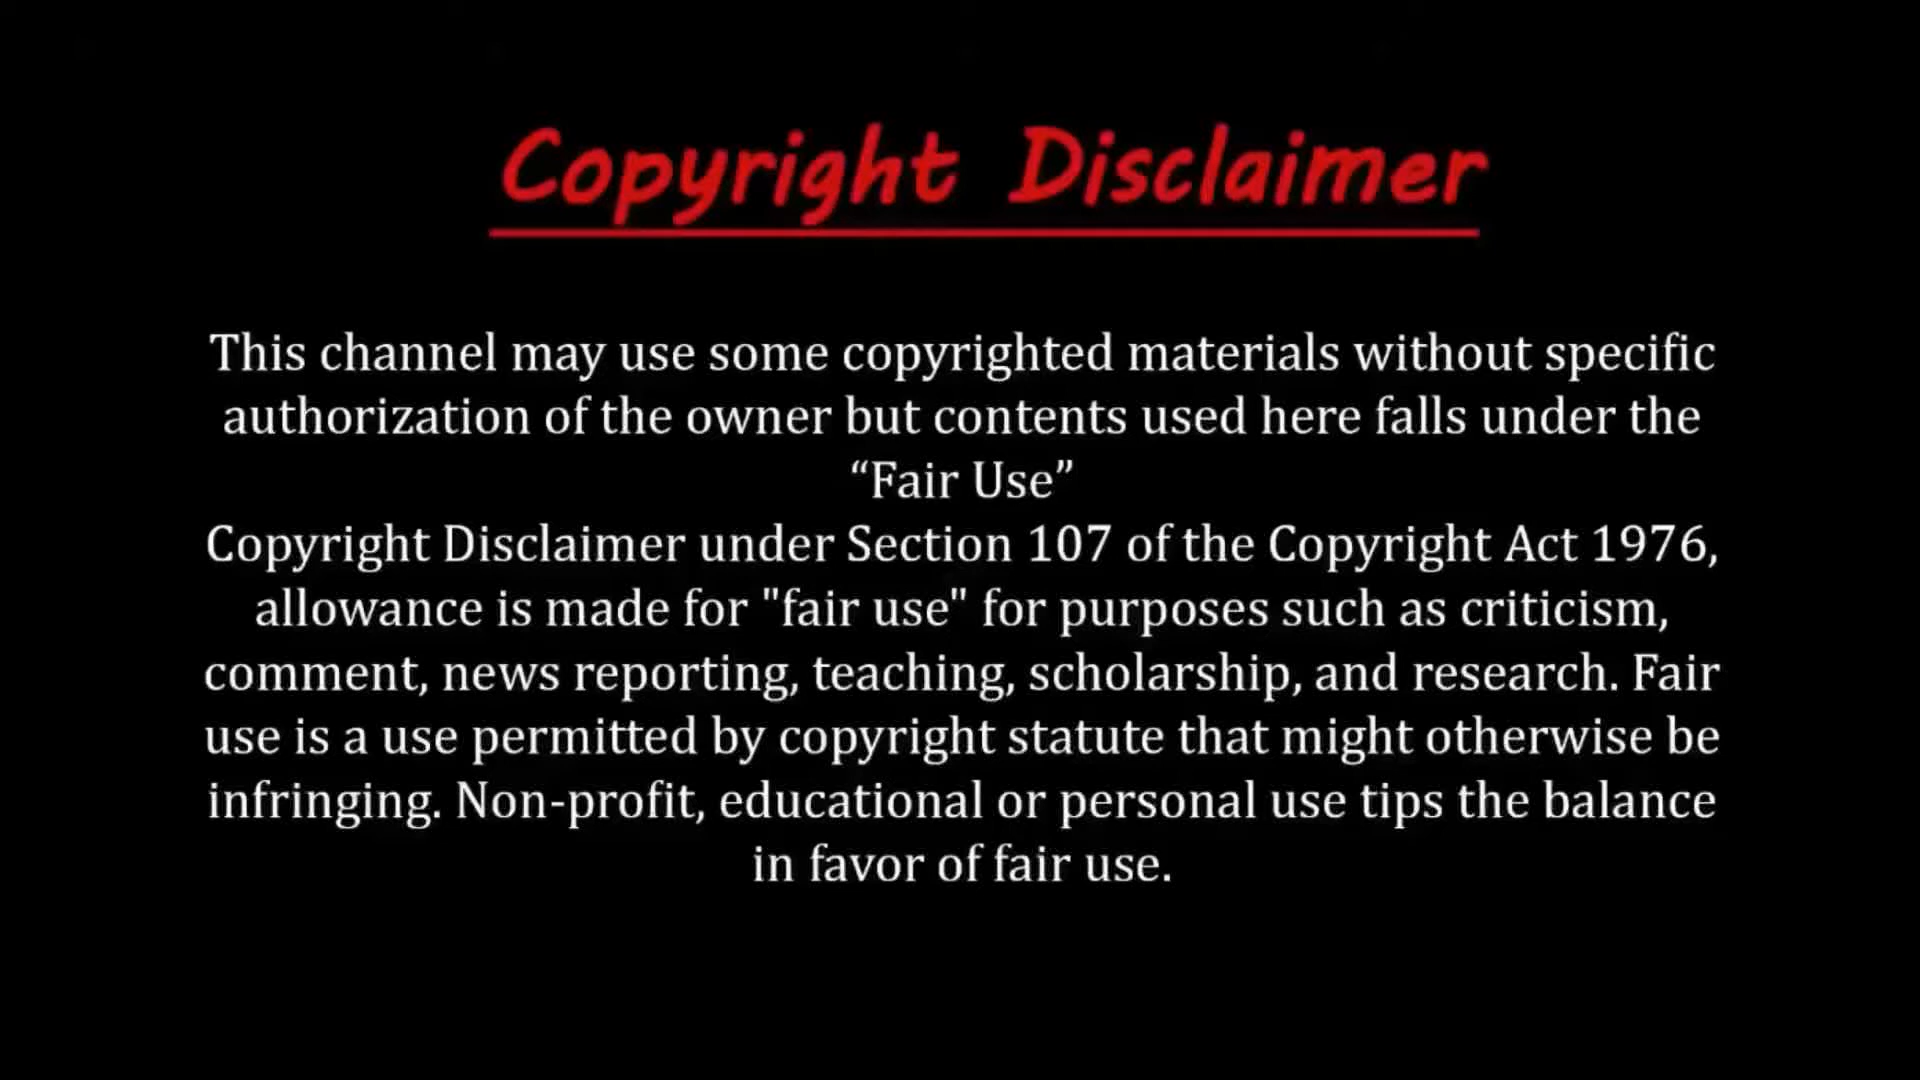 Copyright Disclaimer
This channel may use some copyrighted materials without specific
authorization of the owner but contents used here falls under the
“Fair Use”
Copyright Disclaimer under Section 107 of the Copyright Act 1976,
allowance is made for "fair use" for purposes such as criticism,
comment, news reporting, teaching, scholarship, and research. Fair
use is a use permitted by copyright statute that might otherwise be
infringing. Non-profit, educational or personal use tips the balance
in favor of fair use.